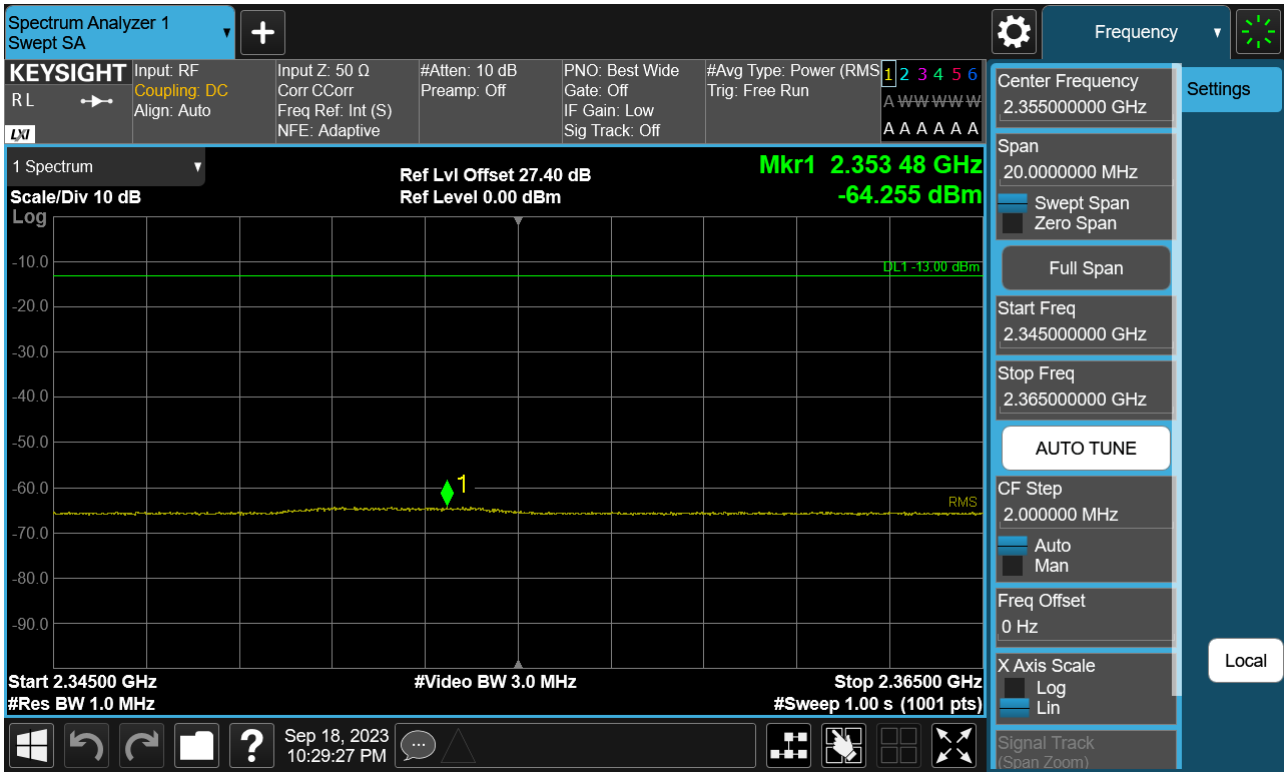 Spectrum Analyzer 1
Swept SA
+
Frequency
KEYSIGHT
R L
LXI
Input: RF
Coupling: DC
Align: Auto
Input Z: 50 Ω
Corr CCorr
Freq Ref: Int (S)
NFE: Adaptive
#Atten: 10 dB
Preamp: Off
PNO: Best Wide
Gate: Off
IF Gain: Low
Sig Track: Off
#Avg Type: Power (RMS
Trig: Free Run
1 2 3 4 5 6
A W W W W W
A A A A A A
1 Spectrum
Scale/Div 10 dB
Log
Ref Lvl Offset 27.40 dB
Ref Level 0.00 dBm
Mkr1 2.353 48 GHz
-64.255 dBm
-10.0
DL1 -13.00 dBm
-20.0
-30.0
-40.0
-50.0
-60.0
1
RMS
-70.0
-80.0
-90.0
Start 2.34500 GHz
#Video BW 3.0 MHz
Stop 2.36500 GHz
#Res BW 1.0 MHz
#Sweep 1.00 s (1001 pts)
?
Sep 18, 2023
10:29:27 PM
...
Center Frequency
2.355000000 GHz
Settings
Span
20.0000000 MHz
Swept Span
Zero Span
Full Span
Start Freq
2.345000000 GHz
Stop Freq
2.365000000 GHz
AUTO TUNE
CF Step
2.000000 MHz
Auto
Man
Freq Offset
0 Hz
X Axis Scale
Log
Lin
Local
Signal Track
(Span Zoom)